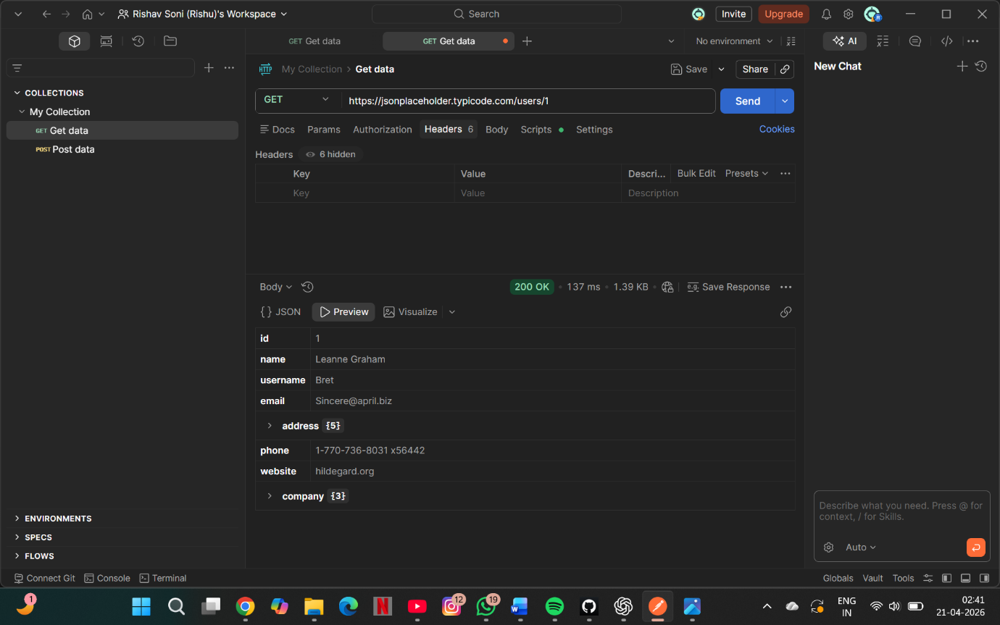 Rishav Soni (Rishu)'s Workspace
Search
Invite
Upgrade
R
GET Get data
GET Get data
No environment
AI
HTTP
My Collection > Get data
Save
Share
New Chat
GET
https://jsonplaceholder.typicode.com/users/1
Send
COLLECTIONS
My Collection
GET Get data
POST Post data
Docs Params Authorization Headers 6 Body Scripts Settings
Cookies
Headers 6 hidden
Key Value Descri... Bulk Edit Presets
Key Value Description
Body
200 OK • 137 ms • 1.39 KB •
e.g. Save Response
{ } JSON Preview Visualize
id 1
name Leanne Graham
username Bret
email Sincere@april.biz
address {5}
phone 1-770-736-8031 x56442
website hildegard.org
company {3}
Describe what you need. Press @ for
context, / for Skills.
Auto
ENVIRONMENTS
SPECS
FLOWS
Connect Git Console Terminal
Globals Vault Tools
1
N
12
19
W
ENG
IN
02:41
21-04-2026